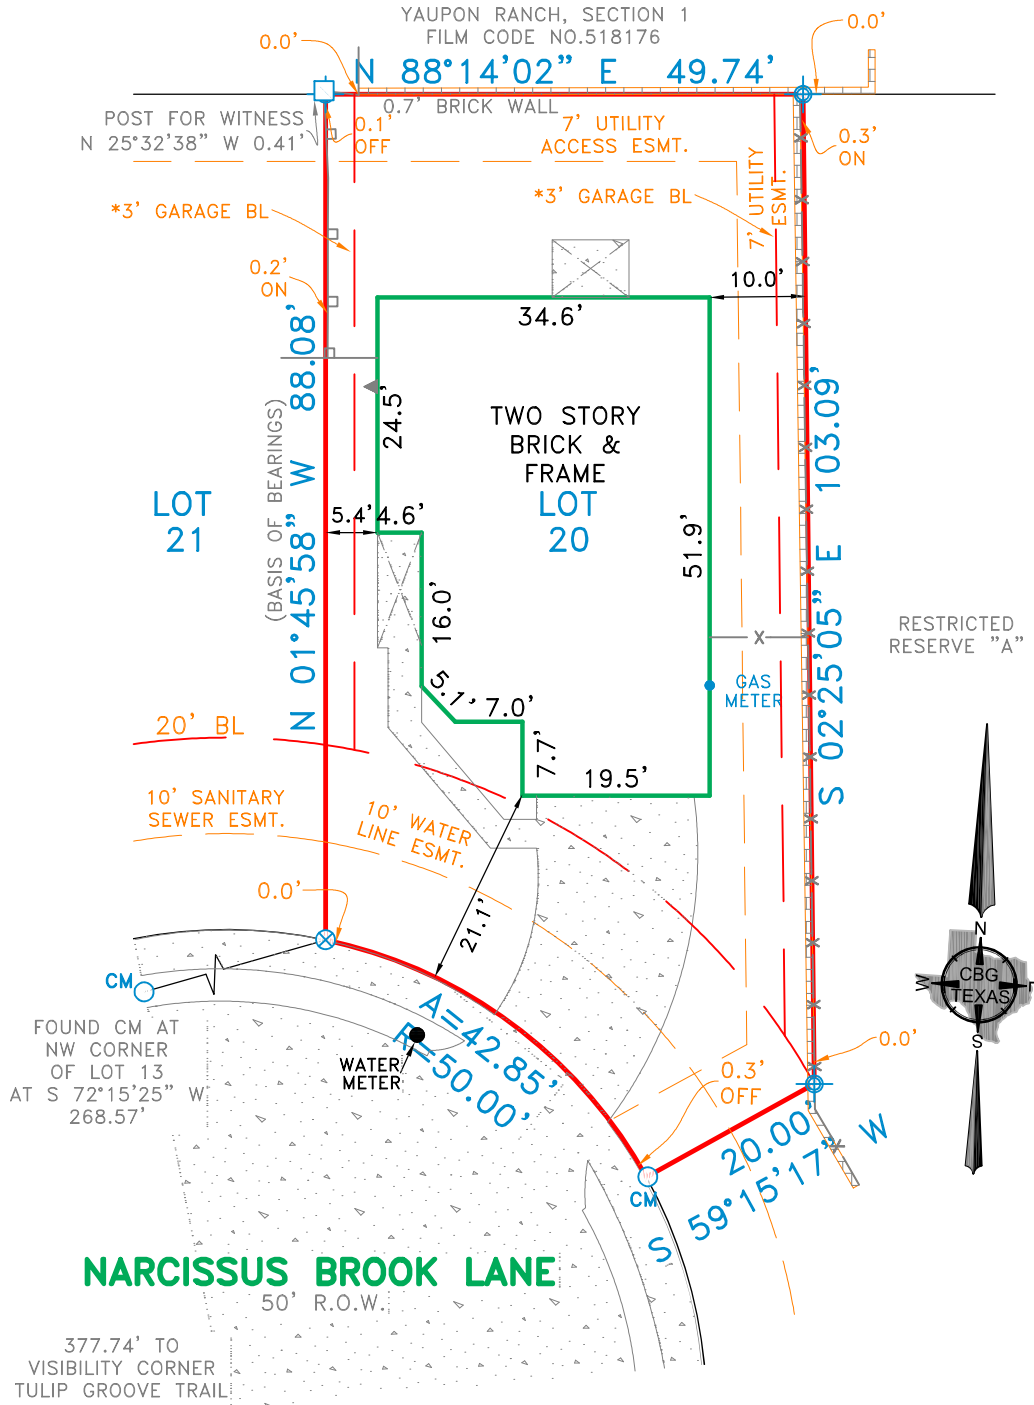 YAUPON RANCH, SECTION 1
FILM CODE NO.518176
0.0'
0.0'
N 88°14'02" E 49.74'
0.7' BRICK WALL
POST FOR WITNESS
N 25°32'38" W 0.41'
0.1'
OFF
7' UTILITY
ACCESS ESMT.
0.3'
ON
7' UTILITY
ESMT.
*3' GARAGE BL
*3' GARAGE BL
0.2'
ON
10.0'
34.6'
N 01°45'58" W 88.08'
(BASIS OF BEARINGS)
24.5'
TWO STORY
BRICK &
FRAME
LOT
20
LOT
21
5.4'
4.6'
51.9'
16.0'
S 02°25'05" E 103.09'
RESTRICTED
RESERVE "A"
5.1'
7.0'
GAS
METER
20' BL
7.7'
19.5'
10' SANITARY
SEWER ESMT.
10' WATER
LINE ESMT.
0.0'
21.1'
CM
N
W
CBG
TEXAS
S
A=42.85'
R=50.00'
FOUND CM AT
NW CORNER
OF LOT 13
AT S 72°15'25" W
268.57'
WATER
METER
0.0'
0.3'
OFF
20.00'
S 59°15'17" W
CM
NARCISSUS BROOK LANE
50' R.O.W.
377.74' TO
VISIBILITY CORNER
TULIP GROOVE TRAIL